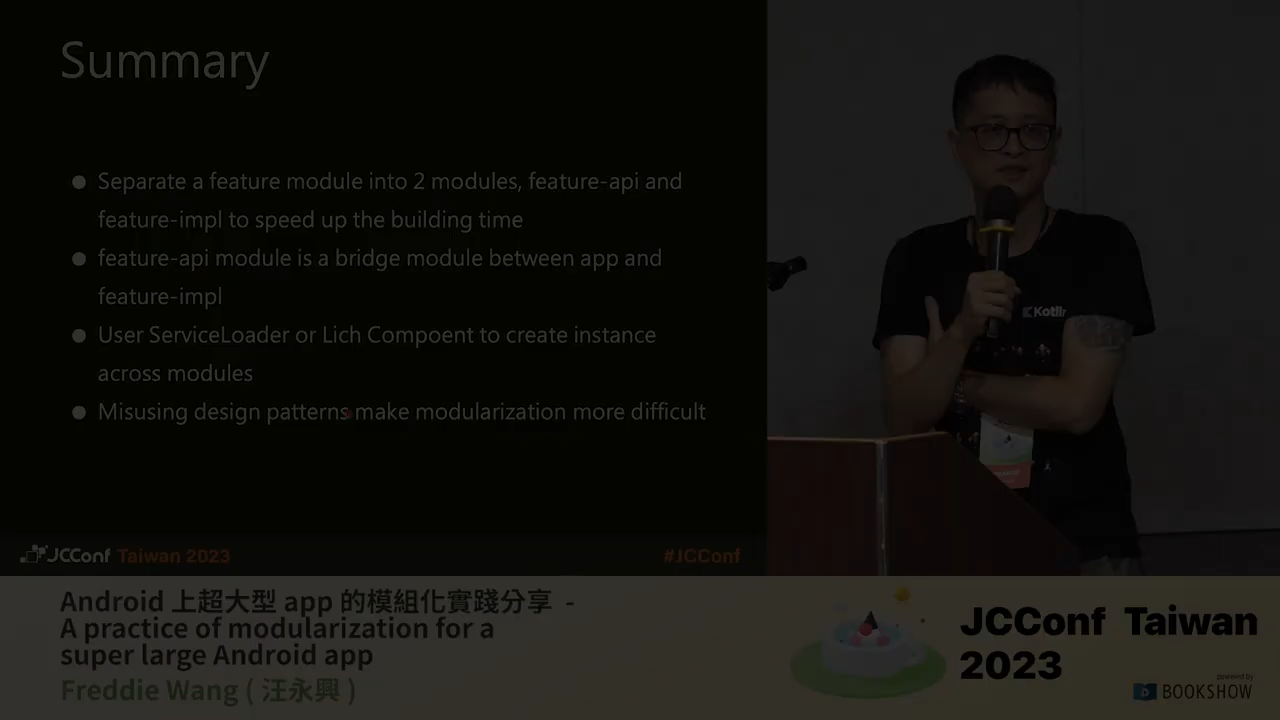 Summary
● Separate a feature module into 2 modules, feature-api and
feature-impl to speed up the building time
● feature-api module is a bridge module between app and
feature-impl
● User ServiceLoader or Lich Compoent to create instance
across modules
● Misusing design patterns make modularization more difficult
JCConf Taiwan 2023
#JCConf
Kotlin
Android 上超大型 app 的模組化實踐分享 -
A practice of modularization for a
super large Android app
Freddie Wang ( 汪永興 )
JCConf Taiwan
2023
powered by
BOOKSHOW